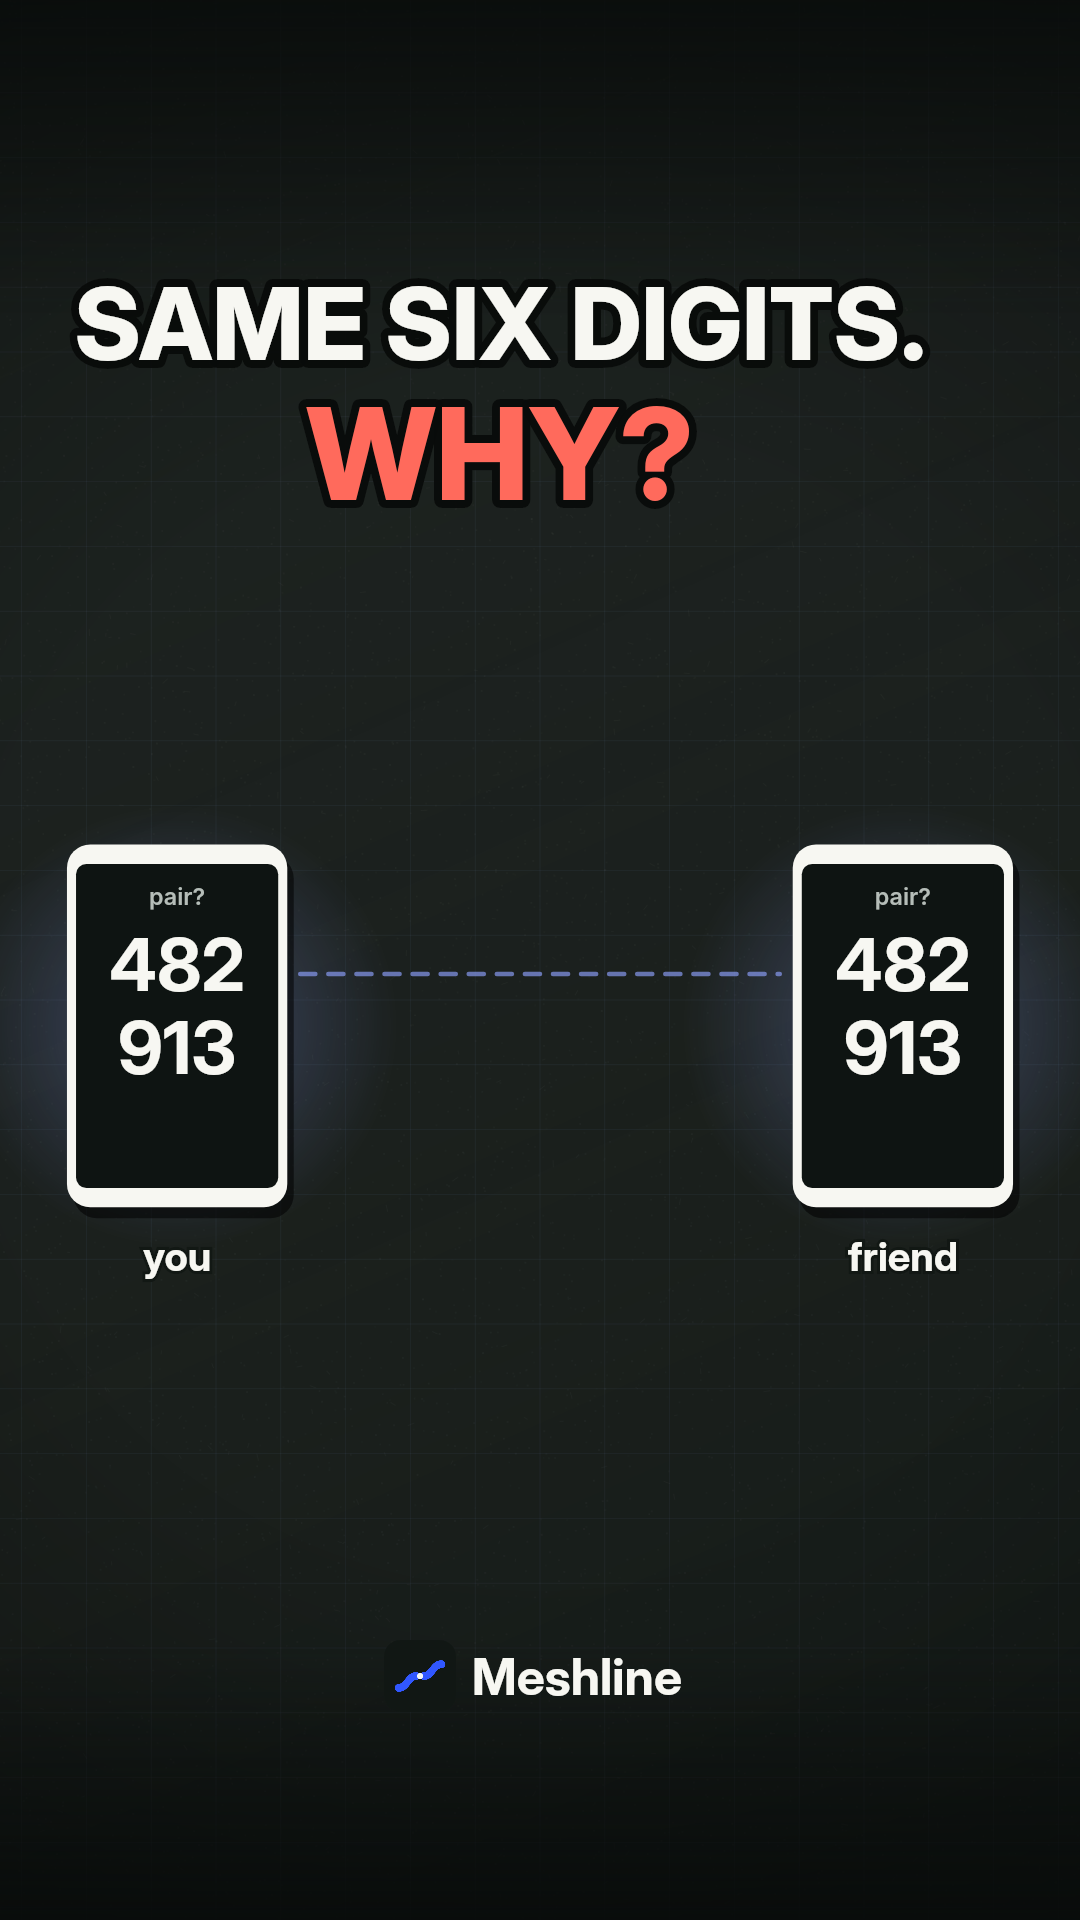 SAME SIX DIGITS.
WHY?
pair?
482
913
you
pair?
482
913
friend
Meshline